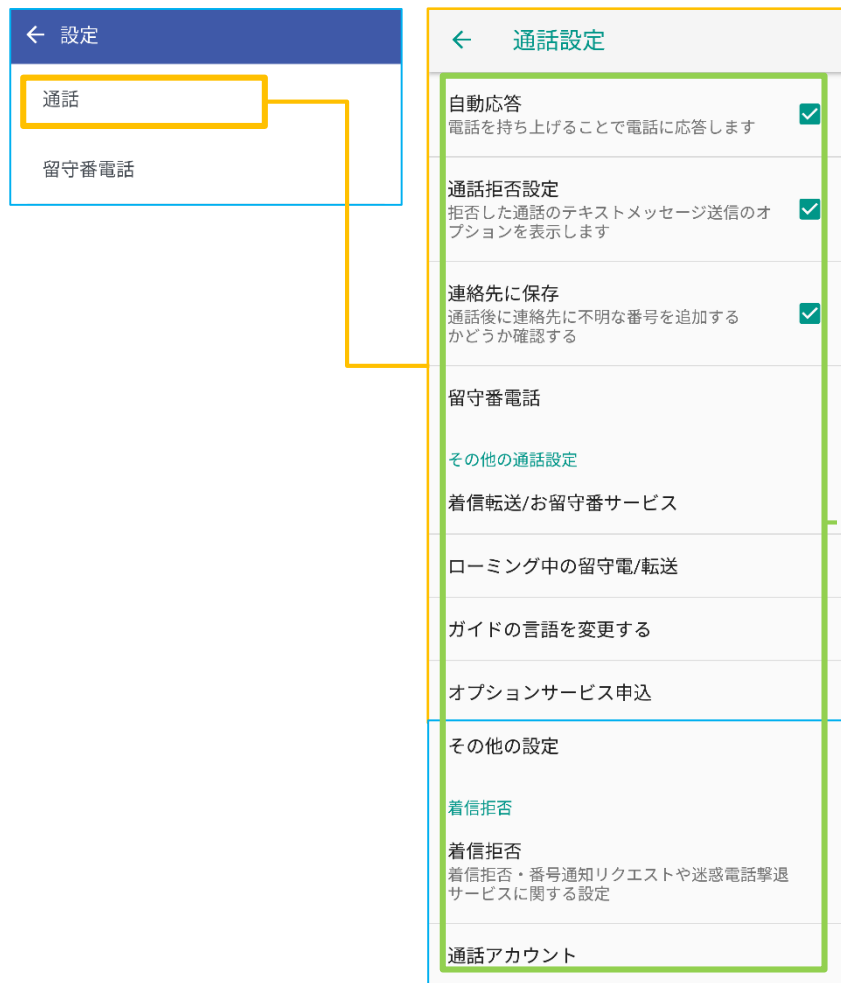 設定
通話
留守番電話
通話設定
自動応答
電話を持ち上げることで電話に応答します
通話拒否設定
拒否した通話のテキストメッセージ送信のオ
プションを表示します
連絡先に保存
通話後に連絡先に不明な番号を追加する
かどうか確認する
留守番電話
その他の通話設定
着信転送/お留守番サービス
ローミング中の留守電/転送
ガイドの言語を変更する
オプションサービス申込
その他の設定
着信拒否
着信拒否
着信拒否・番号通知リクエストや迷惑電話撃退
サービスに関する設定
通話アカウント